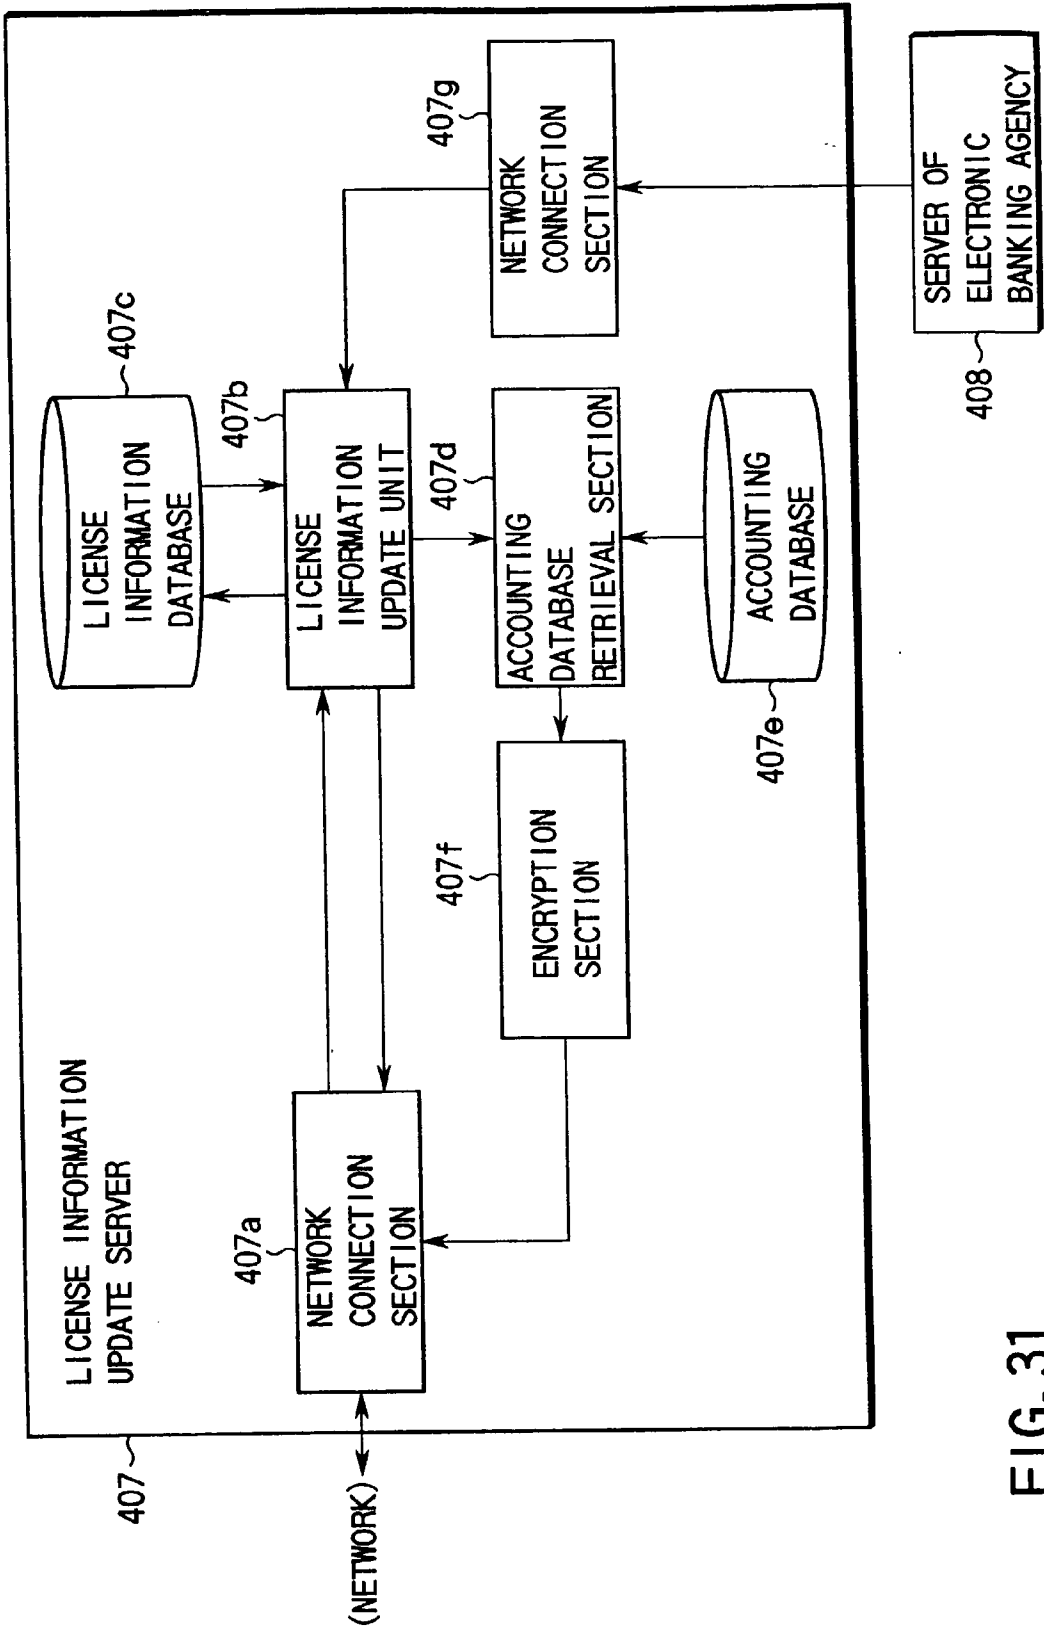 LICENSE INFORMATION
UPDATE SERVER
407
(NETWORK)
407a
NETWORK
CONNECTION
SECTION
LICENSE
INFORMATION
DATABASE
407c
407b
LICENSE
INFORMATION
UPDATE UNIT
407d
ACCOUNTING
DATABASE
RETRIEVAL SECTION
407f
ENCRYPTION
SECTION
407e
ACCOUNTING
DATABASE
407g
NETWORK
CONNECTION
SECTION
408
SERVER OF
ELECTRONIC
BANKING AGENCY
FIG. 31